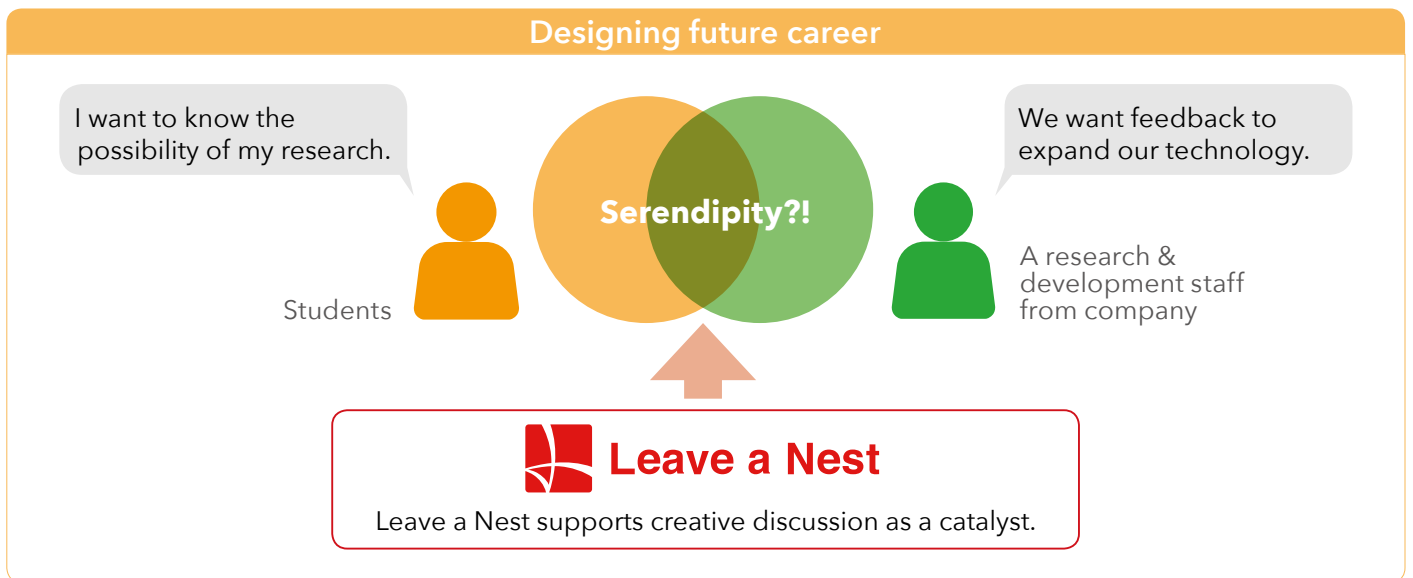 Designing future career
I want to know the
possibility of my research.
We want feedback to
expand our technology.
Serendipity?!
Students
A research &
development staff
from company
Leave a Nest
Leave a Nest supports creative discussion as a catalyst.